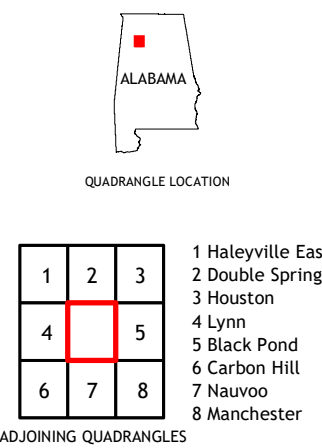 ALABAMA
QUADRANGLE LOCATION
1 2 3
4 5
6 7 8
1 Haleyville Eas
2 Double Spring
3 Houston
4 Lynn
5 Black Pond
6 Carbon Hill
7 Nauvoo
8 Manchester
ADJOINING QUADRANGLES